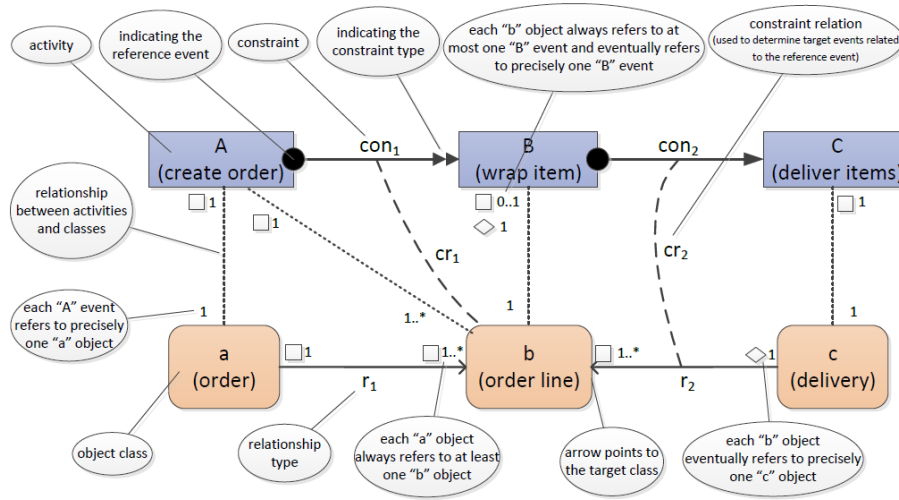 activity
indicating the
reference event
constraint
indicating the
constraint type
each “b” object always refers to at
most one “B” event and eventually refers
to precisely one “B” event
constraint relation
(used to determine target events related
to the reference event)
A
(create order)
con1
B
(wrap item)
con2
C
(deliver items)
relationship
between activities
and classes
1
1
0..1
1
1
cr1
cr2
each “A” event
refers to precisely
one “a” object
1
1..*
1
1
a
(order)
1
r1
1..*
b
(order line)
1..*
r2
1
c
(delivery)
object class
relationship
type
each “a” object
always refers to at least
one “b” object
arrow points to
the target class
each “b” object
eventually refers to precisely
one “c” object